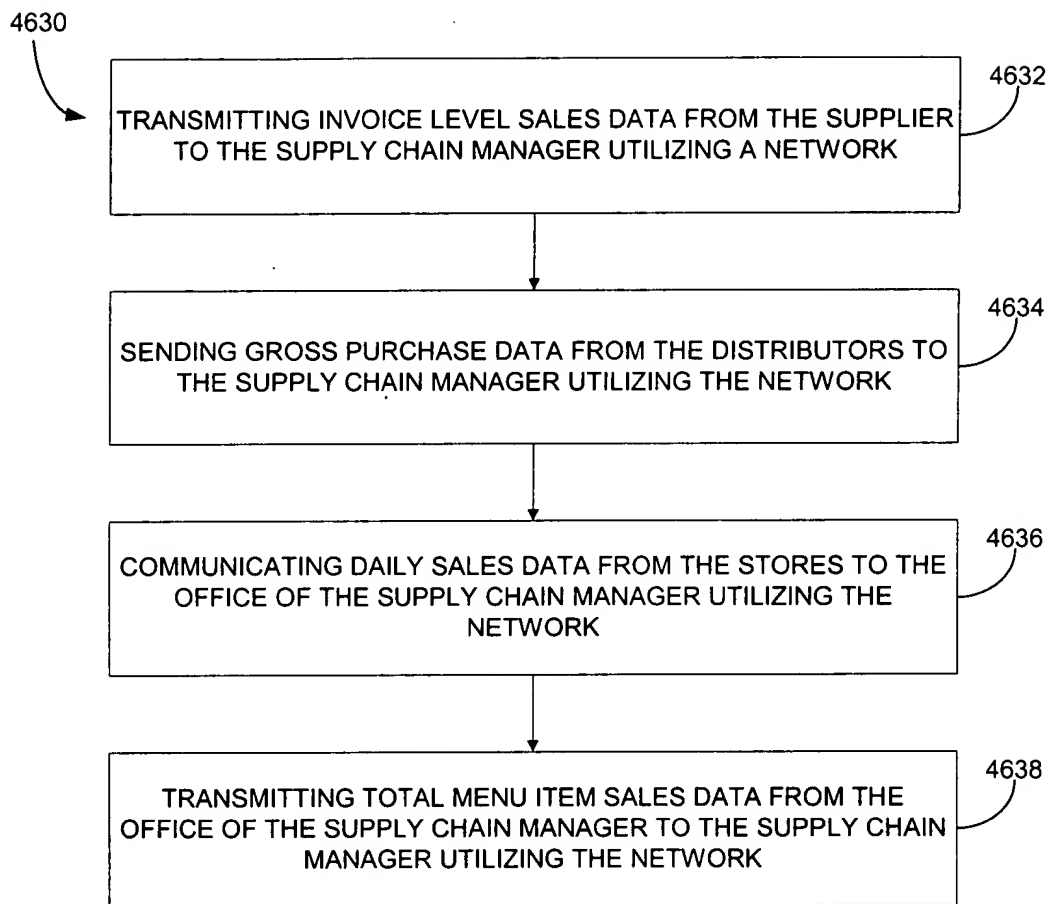 4630
4632
TRANSMITTING INVOICE LEVEL SALES DATA FROM THE SUPPLIER
TO THE SUPPLY CHAIN MANAGER UTILIZING A NETWORK
4634
SENDING GROSS PURCHASE DATA FROM THE DISTRIBUTORS TO
THE SUPPLY CHAIN MANAGER UTILIZING THE NETWORK
4636
COMMUNICATING DAILY SALES DATA FROM THE STORES TO THE
OFFICE OF THE SUPPLY CHAIN MANAGER UTILIZING THE
NETWORK
4638
TRANSMITTING TOTAL MENU ITEM SALES DATA FROM THE
OFFICE OF THE SUPPLY CHAIN MANAGER TO THE SUPPLY CHAIN
MANAGER UTILIZING THE NETWORK